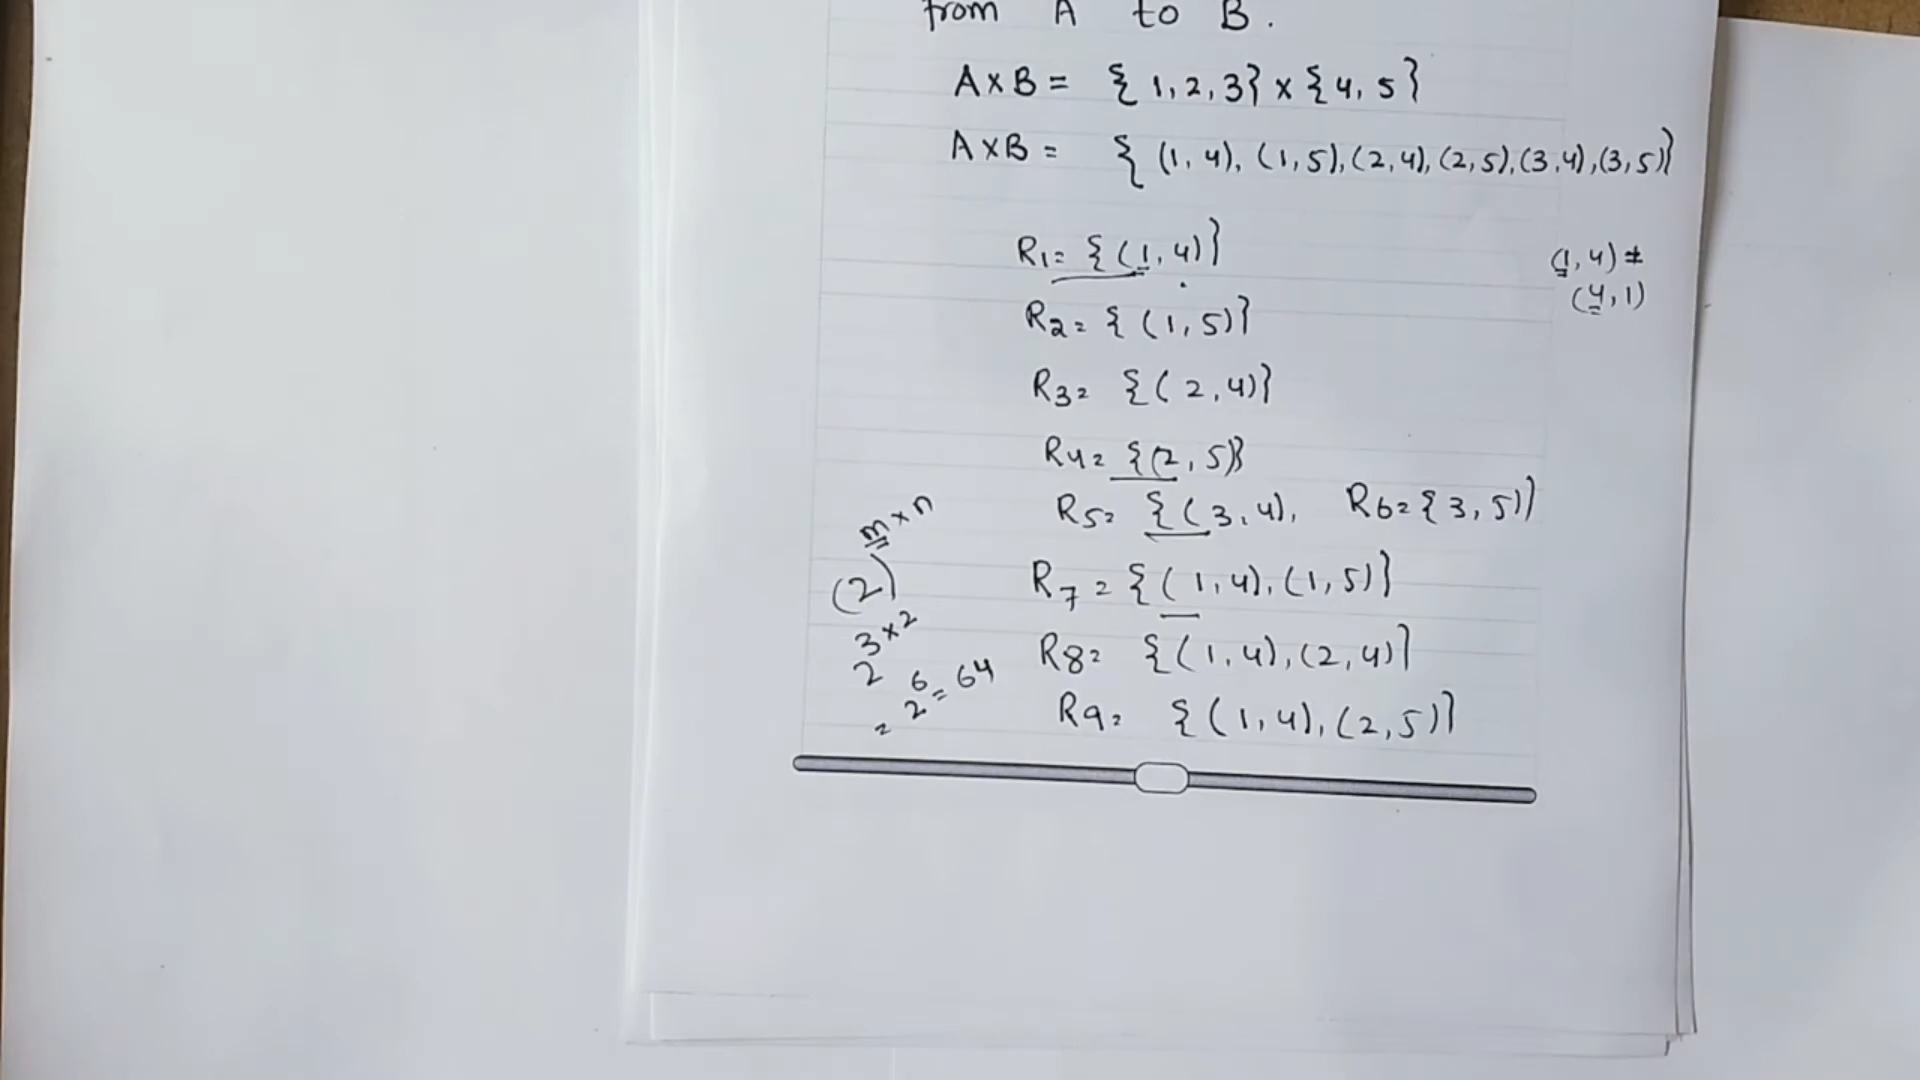 from A to B.
A×B = { 1, 2, 3} × {4, 5}
A×B = { (1, 4), (1, 5), (2, 4), (2, 5), (3, 4), (3, 5)}
R1= {(1, 4)}
(1, 4) ≠
(4, 1)
R2= { (1, 5)}
R3= {( 2, 4)}
R4= {(2, 5)}
R5= {( 3, 4), R6= { 3, 5)}
R7= {( 1, 4), (1, 5)}
R8= {(1, 4), (2, 4)}
R9= {(1, 4), (2, 5)}
(2)^m×n
2^3×2
= 2^6 = 64